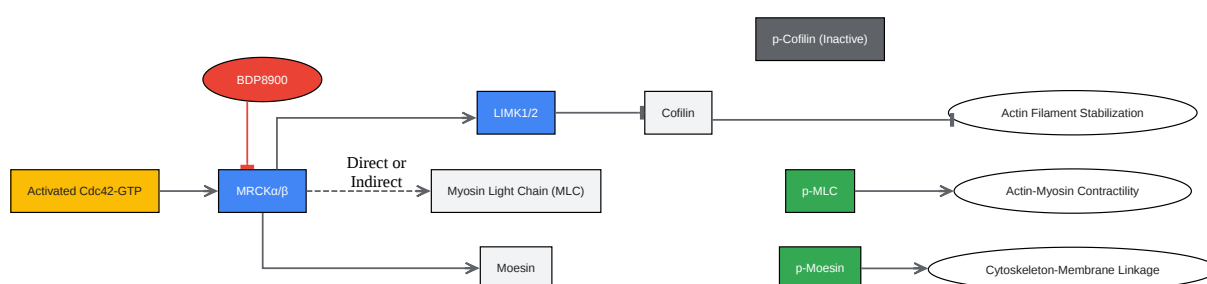 p-Cofilin (Inactive)
BDP8900
LIMK1/2
Cofilin
Actin Filament Stabilization
Direct or
Indirect
Activated Cdc42-GTP
MRCKα/β
Myosin Light Chain (MLC)
p-MLC
Actin-Myosin Contractility
Moesin
p-Moesin
Cytoskeleton-Membrane Linkage